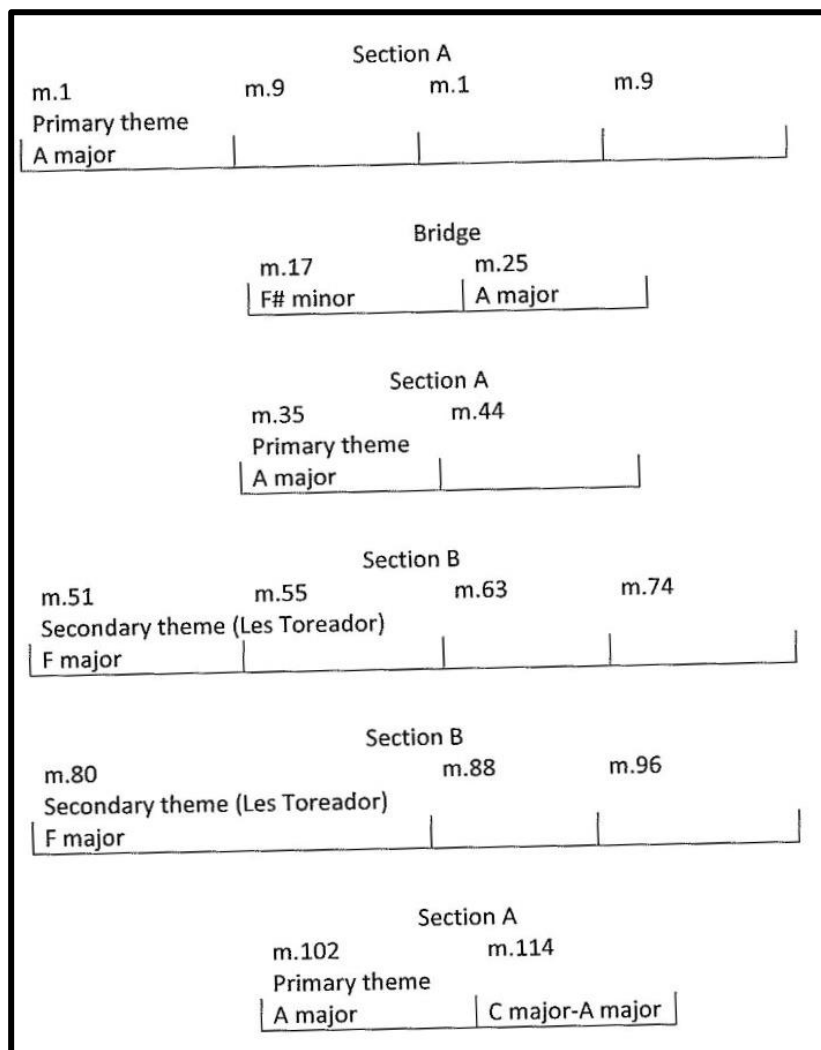 Section A
m.1 m.9 m.1 m.9
Primary theme
A major
Bridge
m.17 m.25
F# minor A major
Section A
m.35 m.44
Primary theme
A major
Section B
m.51 m.55 m.63 m.74
Secondary theme (Les Toreador)
F major
Section B
m.80 m.88 m.96
Secondary theme (Les Toreador)
F major
Section A
m.102 m.114
Primary theme
A major C major-A major